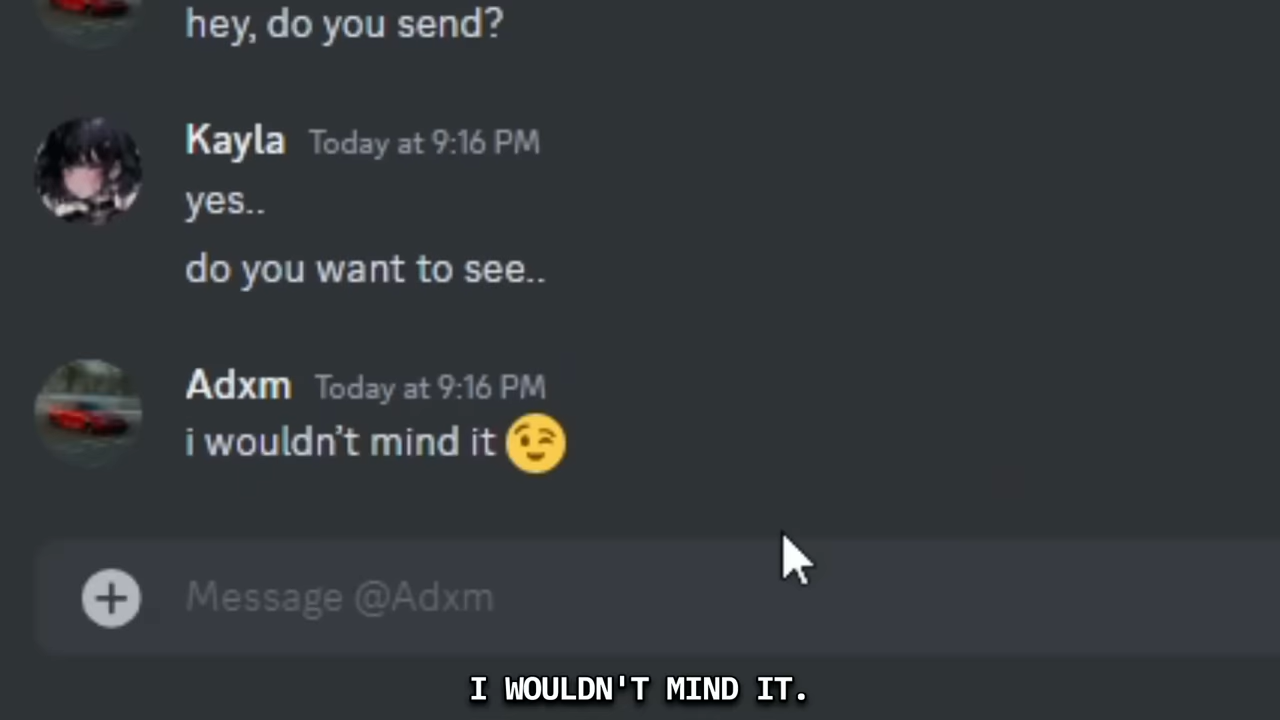 hey, do you send?
Kayla Today at 9:16 PM
yes..
do you want to see..
Adxm Today at 9:16 PM
i wouldn't mind it 😉
Message @Adxm
I WOULDN'T MIND IT.